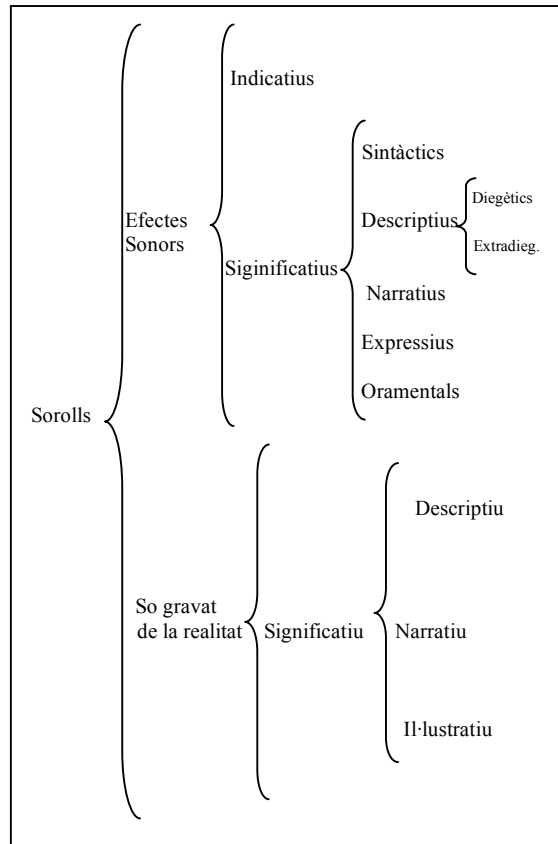 Indicatius
Sintàctics
Diegètics
Efectes
Sonors
Descriptius
Extradieg.
Siginificatius
Narratius
Expressius
Oramentals
Sorolls
Descriptiu
So gravat
de la realitat
Significatiu
Narratiu
Il·lustratiu